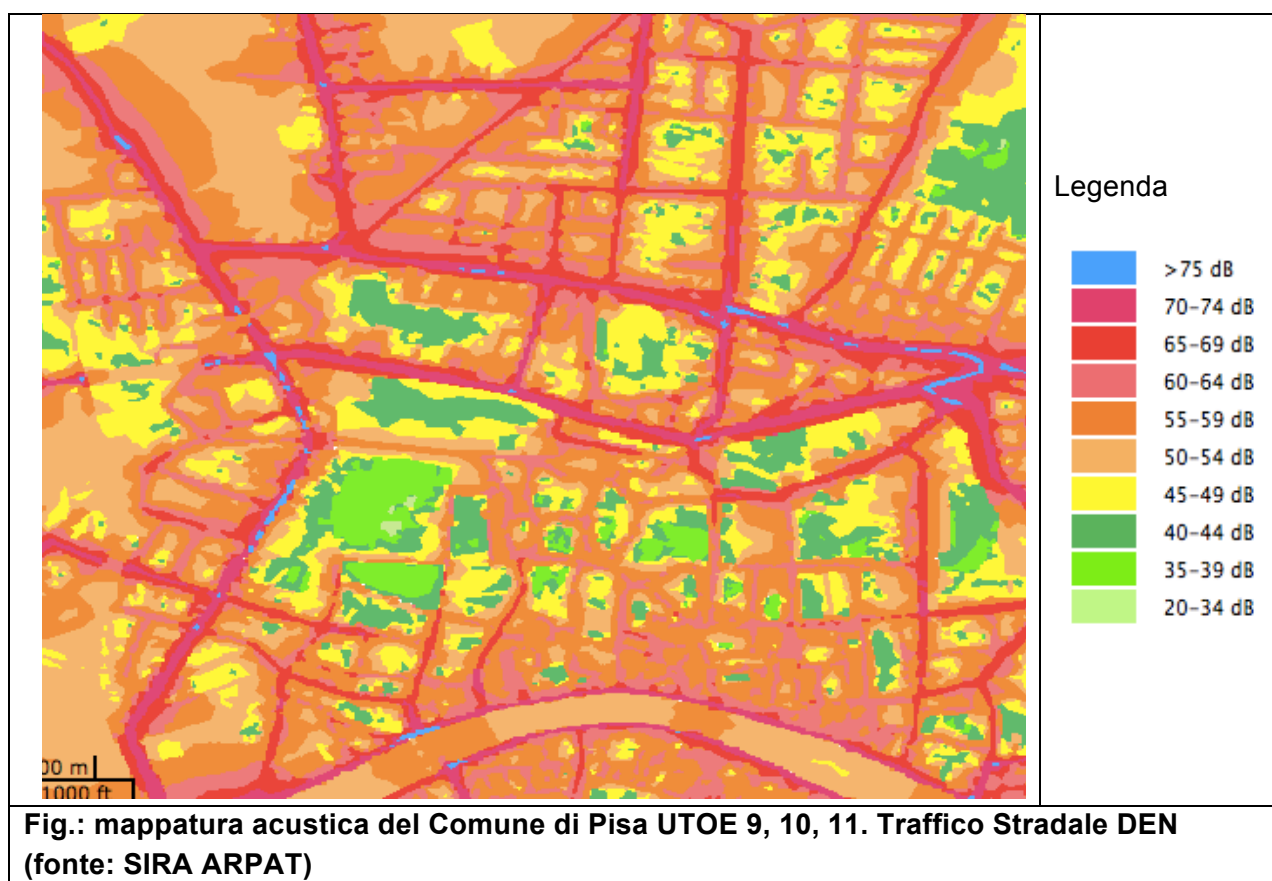 Legenda
>75 dB
70-74 dB
65-69 dB
60-64 dB
55-59 dB
50-54 dB
45-49 dB
40-44 dB
35-39 dB
20-34 dB
00 m
1000 ft
Fig.: mappatura acustica del Comune di Pisa UTOE 9, 10, 11. Traffico Stradale DEN
(fonte: SIRA ARPAT)